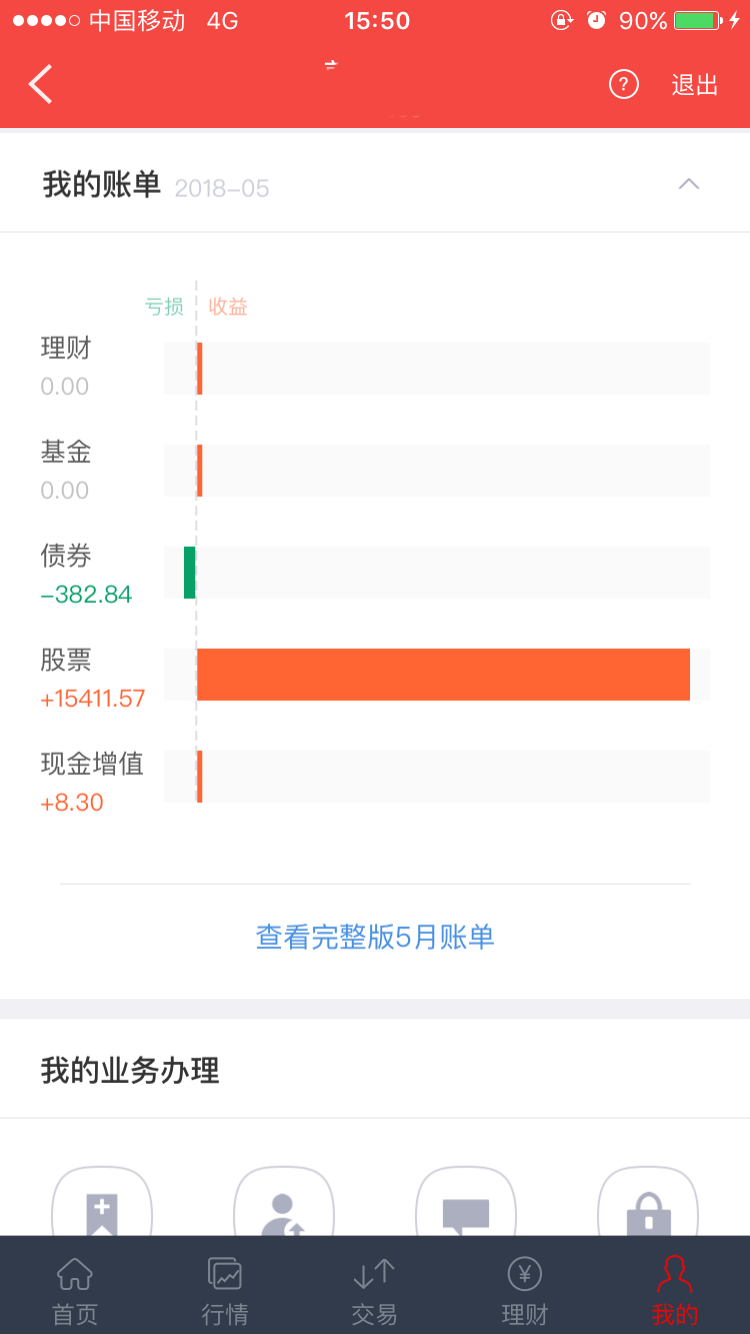 中国移动 4G 15:50 90%
? 退出
我的账单 2018-05
亏损 收益
理财
0.00
基金
0.00
债券
-382.84
股票
+15411.57
现金增值
+8.30
查看完整版5月账单
我的业务办理
首页 行情 交易 理财 我的